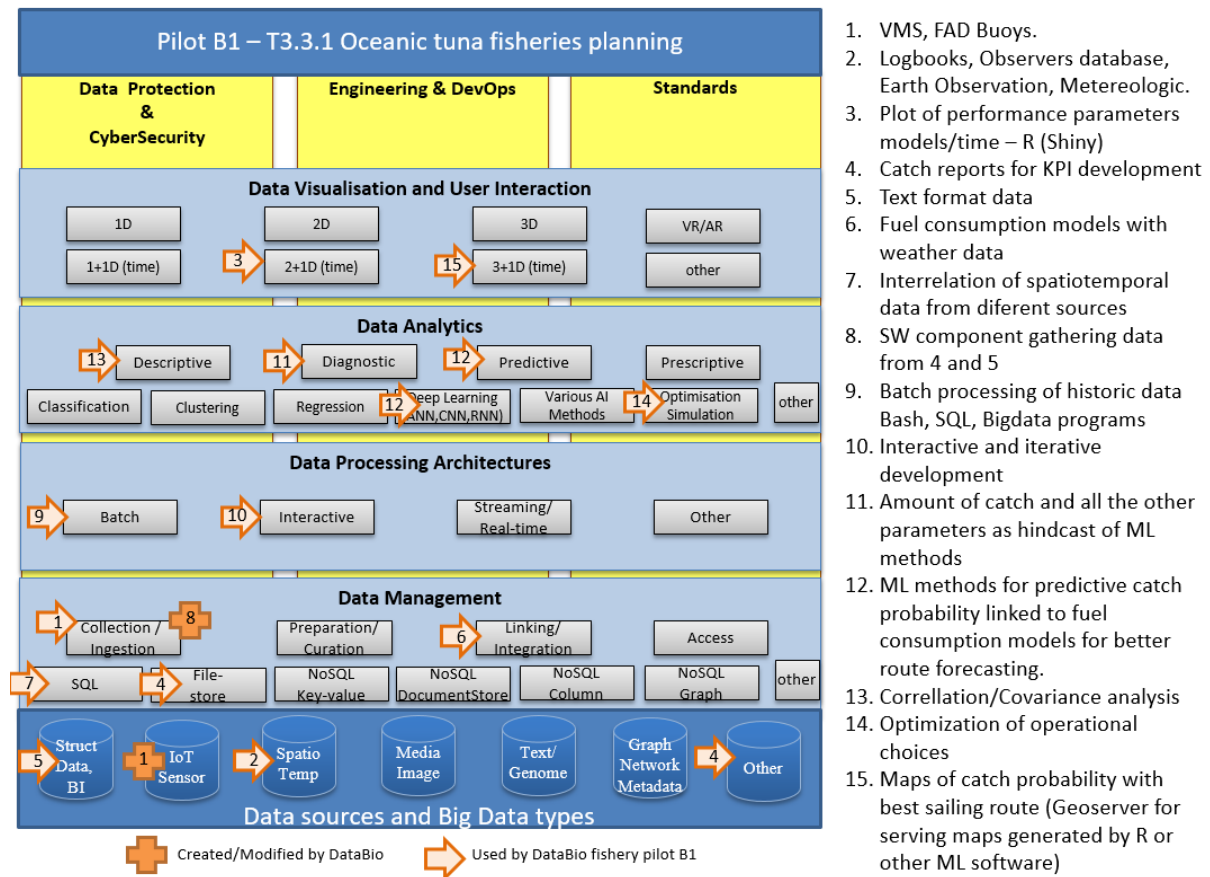 Pilot B1 – T3.3.1 Oceanic tuna fisheries planning
Data Protection
&
CyberSecurity
Engineering & DevOps
Standards
Data Visualisation and User Interaction
1D
2D
3D
VR/AR
1+1D (time)
3
2+1D (time)
15
3+1D (time)
other
Data Analytics
13
Descriptive
11
Diagnostic
12
Predictive
Prescriptive
Classification
Clustering
Regression
12
Deep Learning
(ANN,CNN,RNN)
Various AI
Methods
14
Optimisation
Simulation
other
Data Processing Architectures
9
Batch
10
Interactive
Streaming/
Real-time
Other
Data Management
1
Collection /
Ingestion
8
Preparation/
Curation
6
Linking/
Integration
Access
7
SQL
4
File-
store
NoSQL
Key-value
NoSQL
DocumentStore
NoSQL
Column
NoSQL
Graph
other
5
Struct
Data,
BI
1
IoT
Sensor
2
Spatio
Temp
Media
Image
Text/
Genome
Graph
Network
Metadata
4
Other
Data sources and Big Data types
Created/Modified by DataBio
Used by DataBio fishery pilot B1
1. VMS, FAD Buoys.
2. Logbooks, Observers database,
Earth Observation, Metereologic.
3. Plot of performance parameters
models/time – R (Shiny)
4. Catch reports for KPI development
5. Text format data
6. Fuel consumption models with
weather data
7. Interrelation of spatiotemporal
data from diferent sources
8. SW component gathering data
from 4 and 5
9. Batch processing of historic data
Bash, SQL, Bigdata programs
10. Interactive and iterative
development
11. Amount of catch and all the other
parameters as hindcast of ML
methods
12. ML methods for predictive catch
probability linked to fuel
consumption models for better
route forecasting.
13. Correllation/Covariance analysis
14. Optimization of operational
choices
15. Maps of catch probability with
best sailing route (Geoserver for
serving maps generated by R or
other ML software)